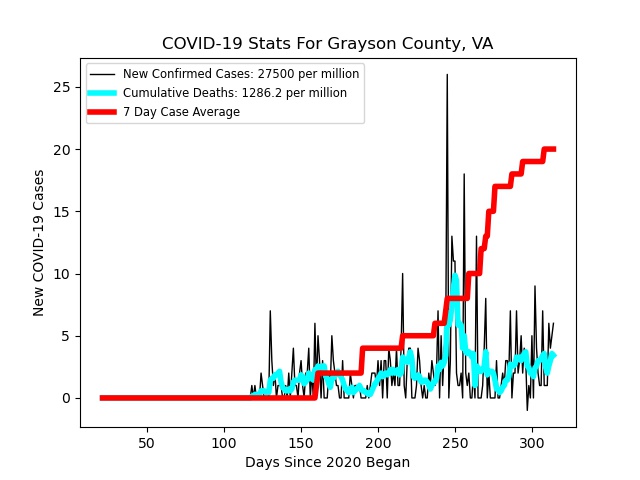 COVID-19 Stats For Grayson County, VA
New Confirmed Cases: 27500 per million
Cumulative Deaths: 1286.2 per million
7 Day Case Average
New COVID-19 Cases
25
20
15
10
5
0
50 100 150 200 250 300
Days Since 2020 Began